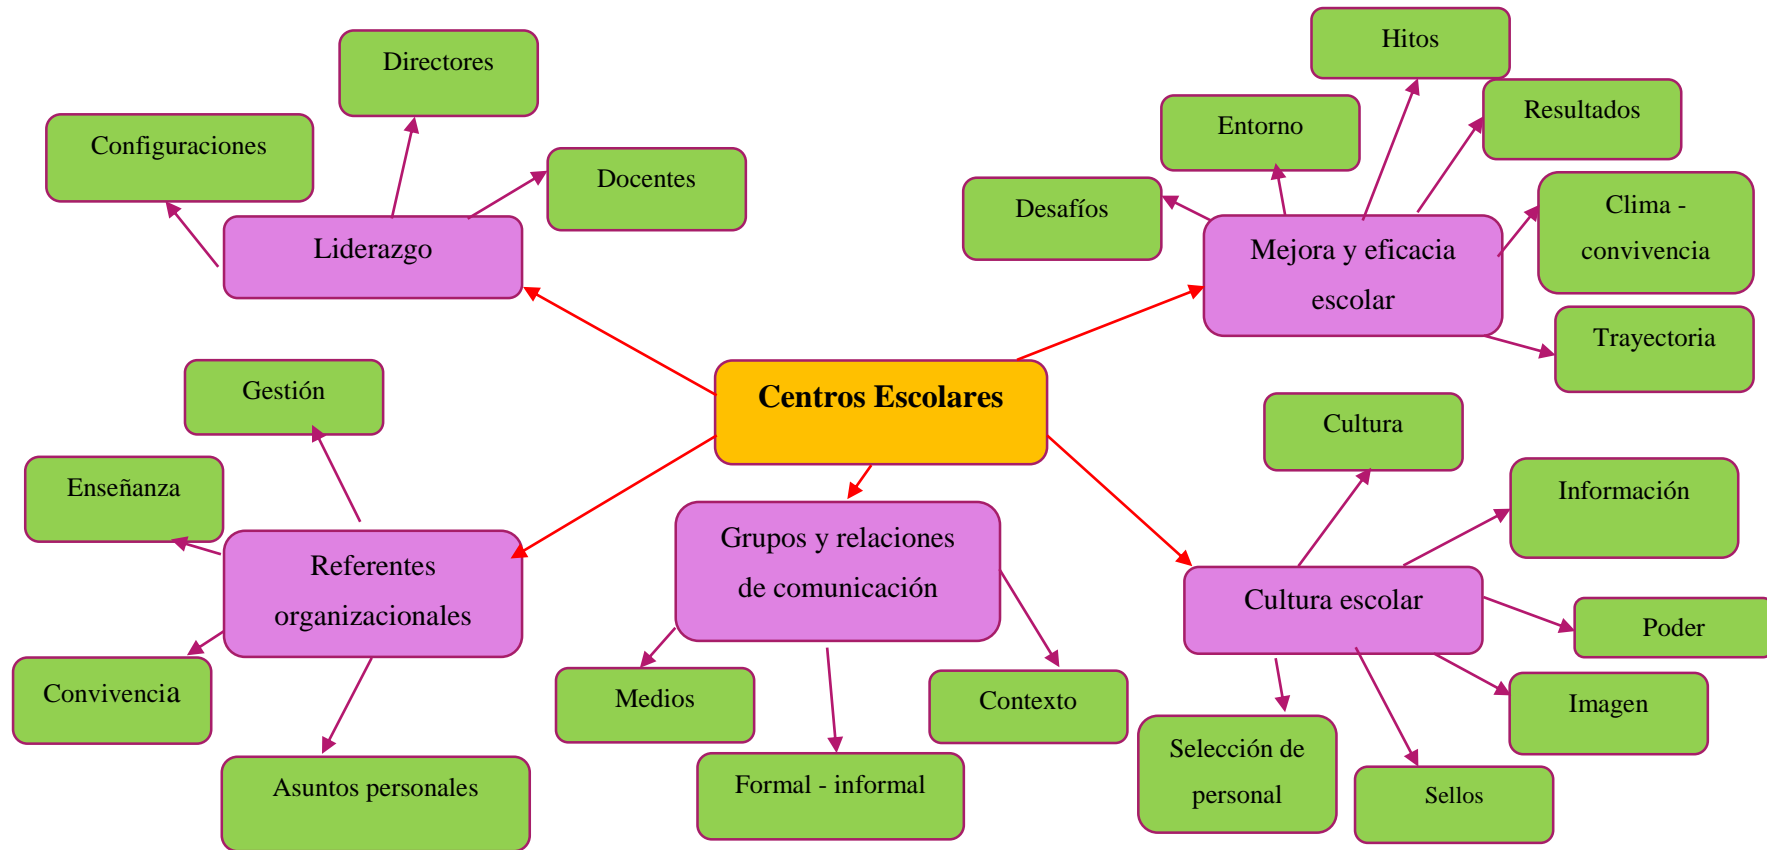 Hitos
Directores
Resultados
Entorno
Configuraciones
Docentes
Desafíos
Clima -
convivencia
Liderazgo
Mejora y eficacia
escolar
Trayectoria
Centros Escolares
Gestión
Cultura
Enseñanza
Información
Grupos y relaciones
de comunicación
Referentes
organizacionales
Cultura escolar
Poder
Convivencia
Medios
Contexto
Imagen
Selección de
personal
Asuntos personales
Formal - informal
Sellos